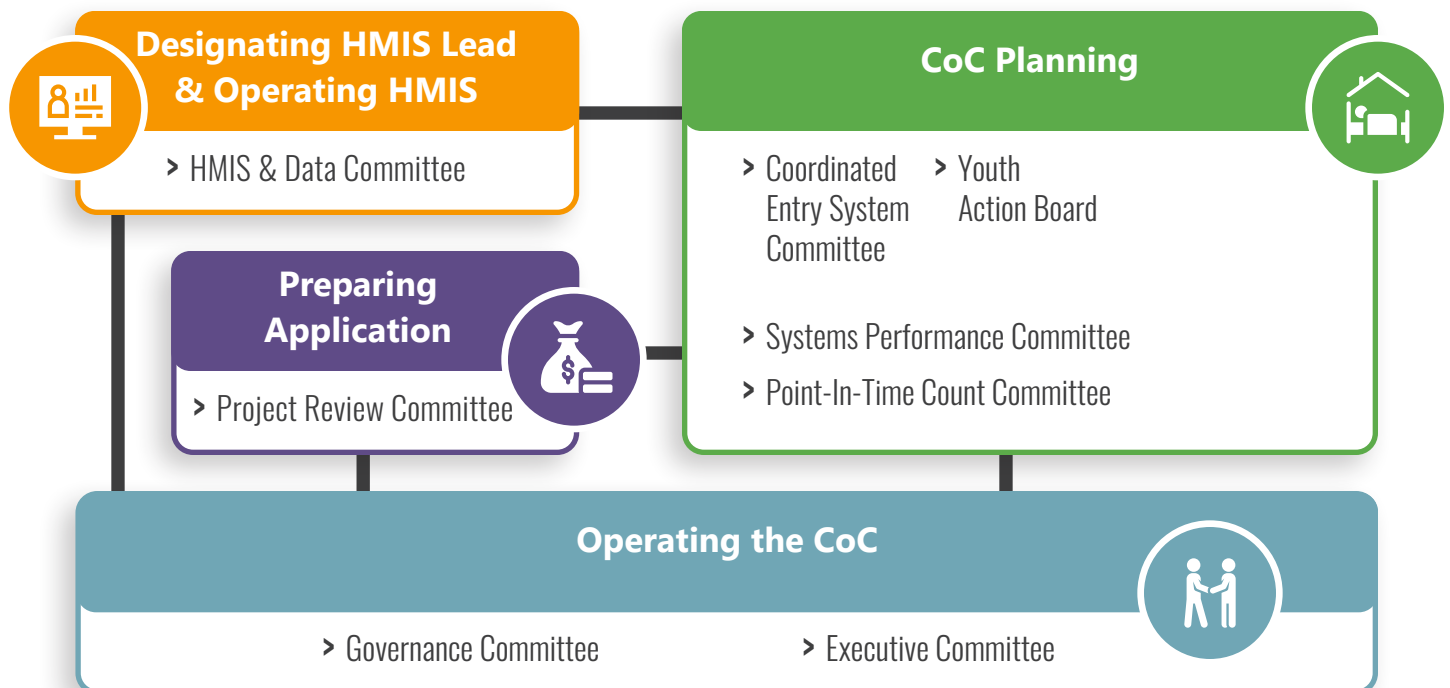 Designating HMIS Lead
& Operating HMIS
> HMIS & Data Committee
CoC Planning
> Coordinated
Entry System
Committee
> Youth
Action Board
> Systems Performance Committee
> Point-In-Time Count Committee
Preparing
Application
$
> Project Review Committee
Operating the CoC
> Governance Committee
> Executive Committee